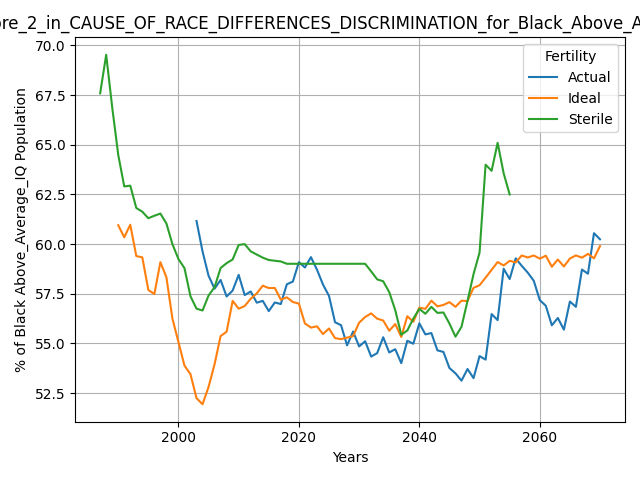 ore_2_in_CAUSE_OF_RACE_DIFFERENCES_DISCRIMINATION_for_Black_Above_A
70.0
67.5
65.0
62.5
60.0
57.5
55.0
52.5
% of Black Above_Average_IQ Population
Fertility
Actual
Ideal
Sterile
2000
2020
2040
2060
Years